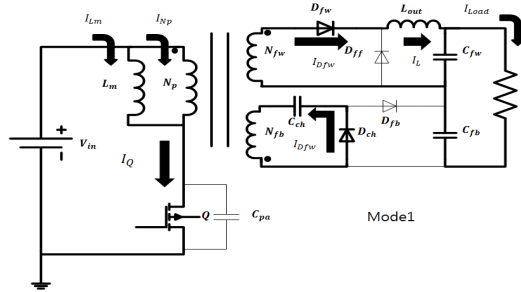 I_Lm I_Np
D_fw L_out I_Load
N_fw I_Dfw D_ff I_L C_fw
L_m N_p
C_ch D_fb
V_in N_fb I_Dfw D_ch C_fb
I_Q
Q C_pa
Mode1